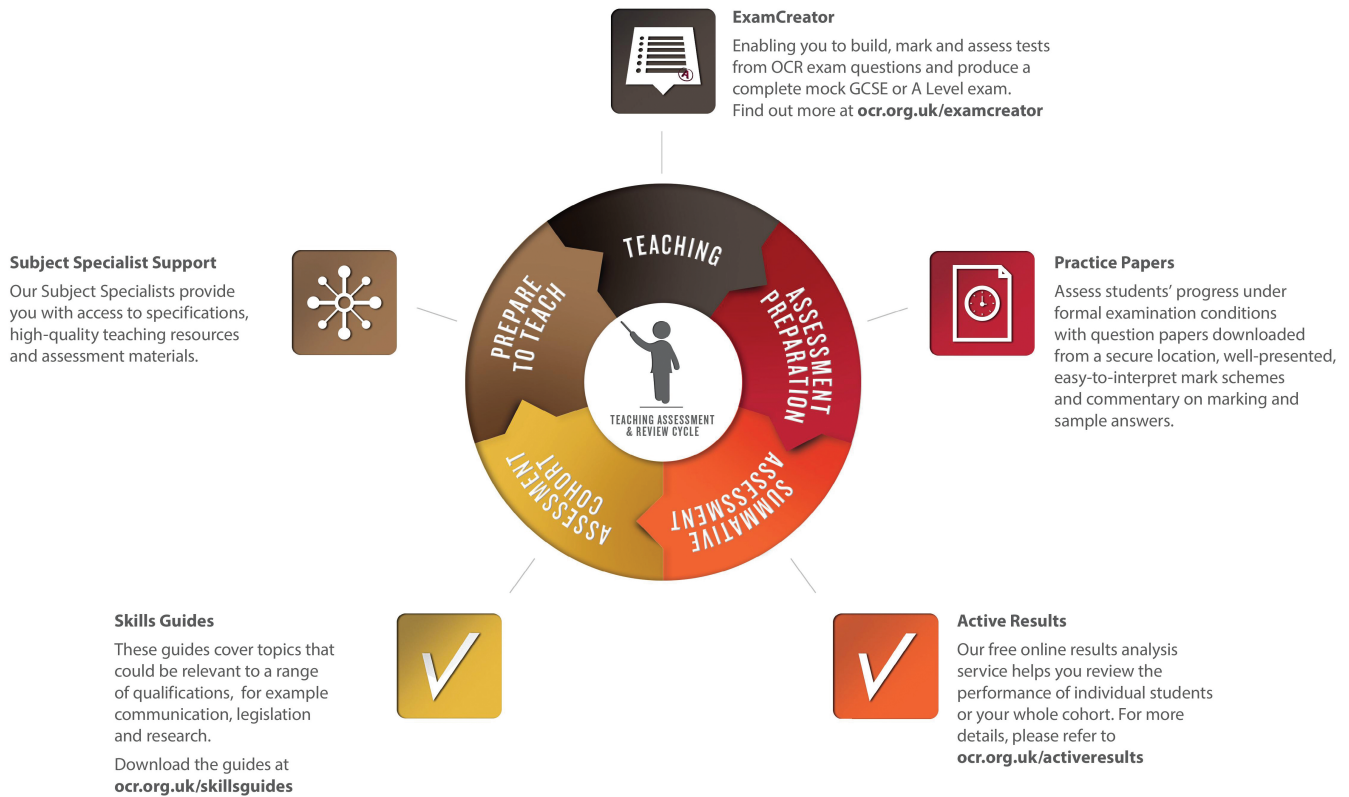 ExamCreator
Enabling you to build, mark and assess tests
from OCR exam questions and produce a
complete mock GCSE or A Level exam.
Find out more at ocr.org.uk/examcreator
Subject Specialist Support
Our Subject Specialists provide
you with access to specifications,
high-quality teaching resources
and assessment materials.
TEACHING
PREPARE
TO TEACH
ASSESSMENT
PREPARATION
SUMMATIVE
ASSESSMENT
ASSESSMENT
COHORT
TEACHING ASSESSMENT
& REVIEW CYCLE
A
Practice Papers
Assess students’ progress under
formal examination conditions
with question papers downloaded
from a secure location, well-presented,
easy-to-interpret mark schemes
and commentary on marking and
sample answers.
Skills Guides
These guides cover topics that
could be relevant to a range
of qualifications, for example
communication, legislation
and research.
Download the guides at
ocr.org.uk/skillsguides
Active Results
Our free online results analysis
service helps you review the
performance of individual students
or your whole cohort. For more
details, please refer to
ocr.org.uk/activeresults